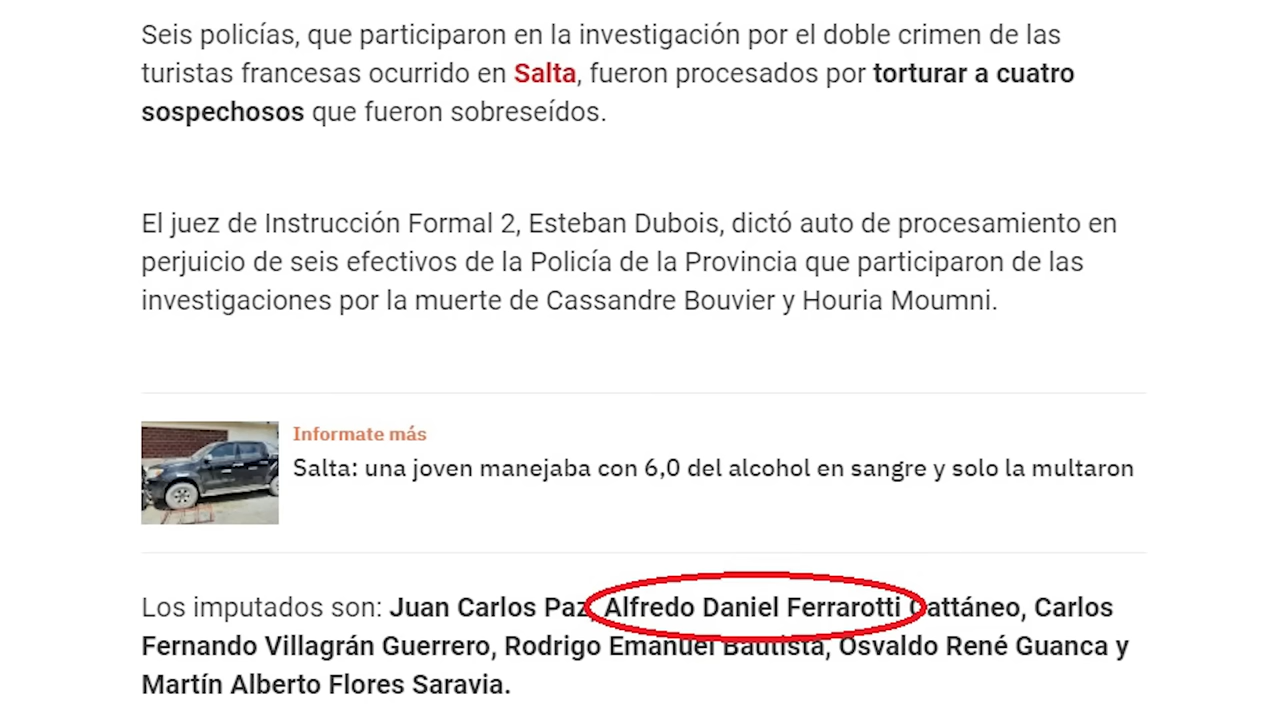 Seis policías, que participaron en la investigación por el doble crimen de las
turistas francesas ocurrido en Salta, fueron procesados por torturar a cuatro
sospechosos que fueron sobreseídos.
El juez de Instrucción Formal 2, Esteban Dubois, dictó auto de procesamiento en
perjuicio de seis efectivos de la Policía de la Provincia que participaron de las
investigaciones por la muerte de Cassandre Bouvier y Houria Moumni.
Informate más
Salta: una joven manejaba con 6,0 del alcohol en sangre y solo la multaron
Los imputados son: Juan Carlos Paz, Alfredo Daniel Ferrarotti Cattáneo, Carlos
Fernando Villagrán Guerrero, Rodrigo Emanuel Bautista, Osvaldo René Guanca y
Martín Alberto Flores Saravia.